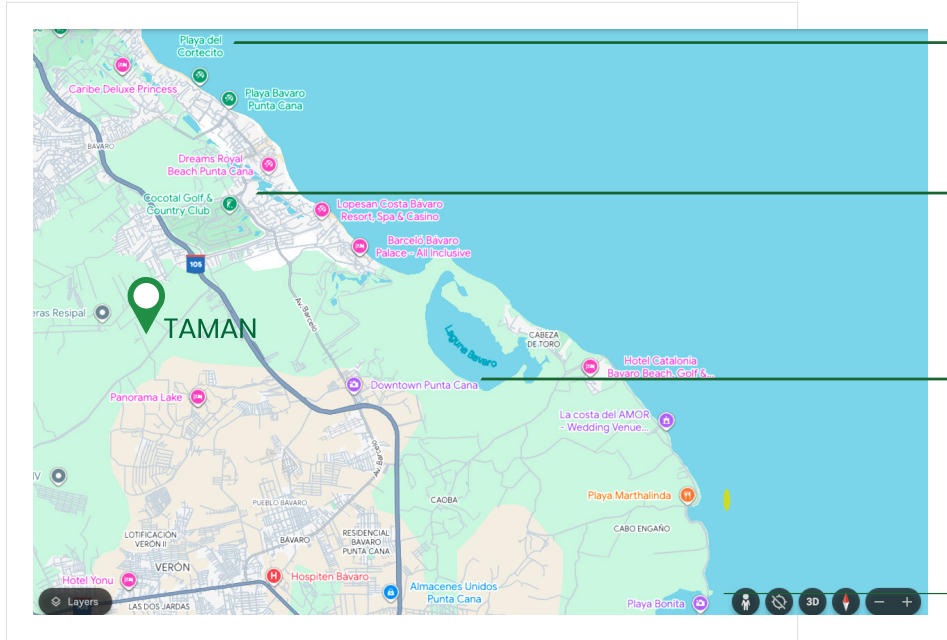 Playa del
Cortecito
Caribe Deluxe Princess
Playa Bavaro
Punta Cana
BAVARO
Dreams Royal
Beach Punta Cana
Cocotal Golf &
Country Club
Lopesan Costa Bávaro
Resort, Spa & Casino
Barceló Bávaro
Palace - All Inclusive
105
eras Resipal
TAMAN
Av. Barceló
Laguna Bavaro
CABEZA
DE TORO
Hotel Catalonia
Bavaro Beach, Golf &...
Downtown Punta Cana
Panorama Lake
La costa del AMOR
- Wedding Venue...
Av. Barceló
IV
Playa Marthalinda
CAOBA
PUEBLO BAVARO
CABO ENGAÑO
LOTIFICACIÓN
VERÓN II
BÁVARO
RESIDENCIAL
BAVARO
PUNTA CANA
VERÓN
Hotel Yonu
H
Hospiten Bávaro
Almacenes Unidos
Punta Cana
Layers
LAS DOS JARDAS
Playa Bonita
3D